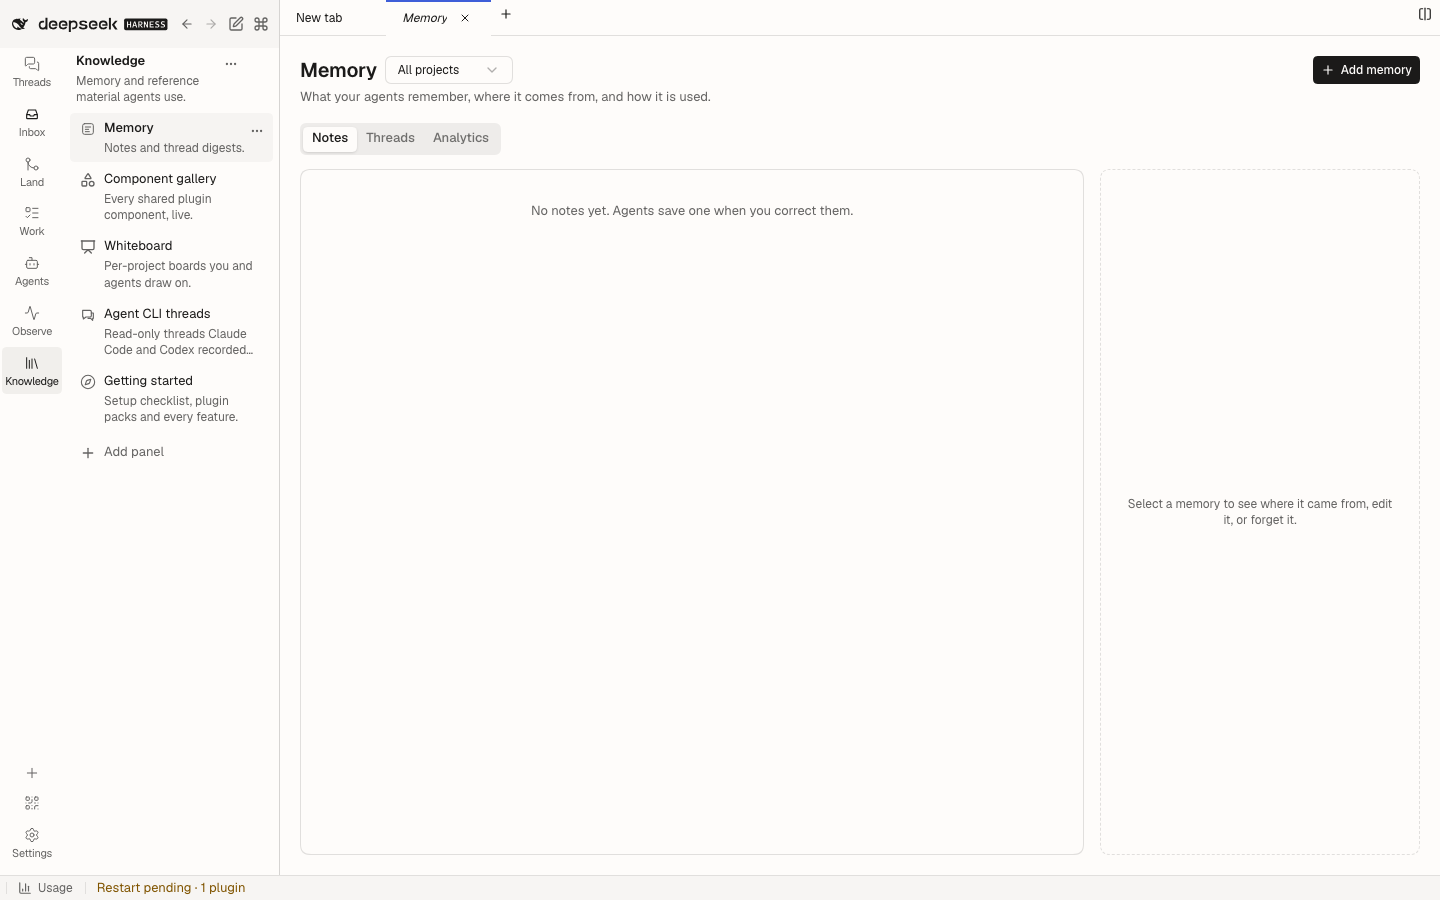 deepseek HARNESS
New tab
Memory
Threads
Inbox
Land
Work
Agents
Observe
Knowledge
Settings
Knowledge
Memory and reference
material agents use.
Memory
Notes and thread digests.
Component gallery
Every shared plugin
component, live.
Whiteboard
Per-project boards you and
agents draw on.
Agent CLI threads
Read-only threads Claude
Code and Codex recorded…
Getting started
Setup checklist, plugin
packs and every feature.
Add panel
Memory
All projects
Add memory
What your agents remember, where it comes from, and how it is used.
Notes
Threads
Analytics
No notes yet. Agents save one when you correct them.
Select a memory to see where it came from, edit
it, or forget it.
Usage
Restart pending · 1 plugin